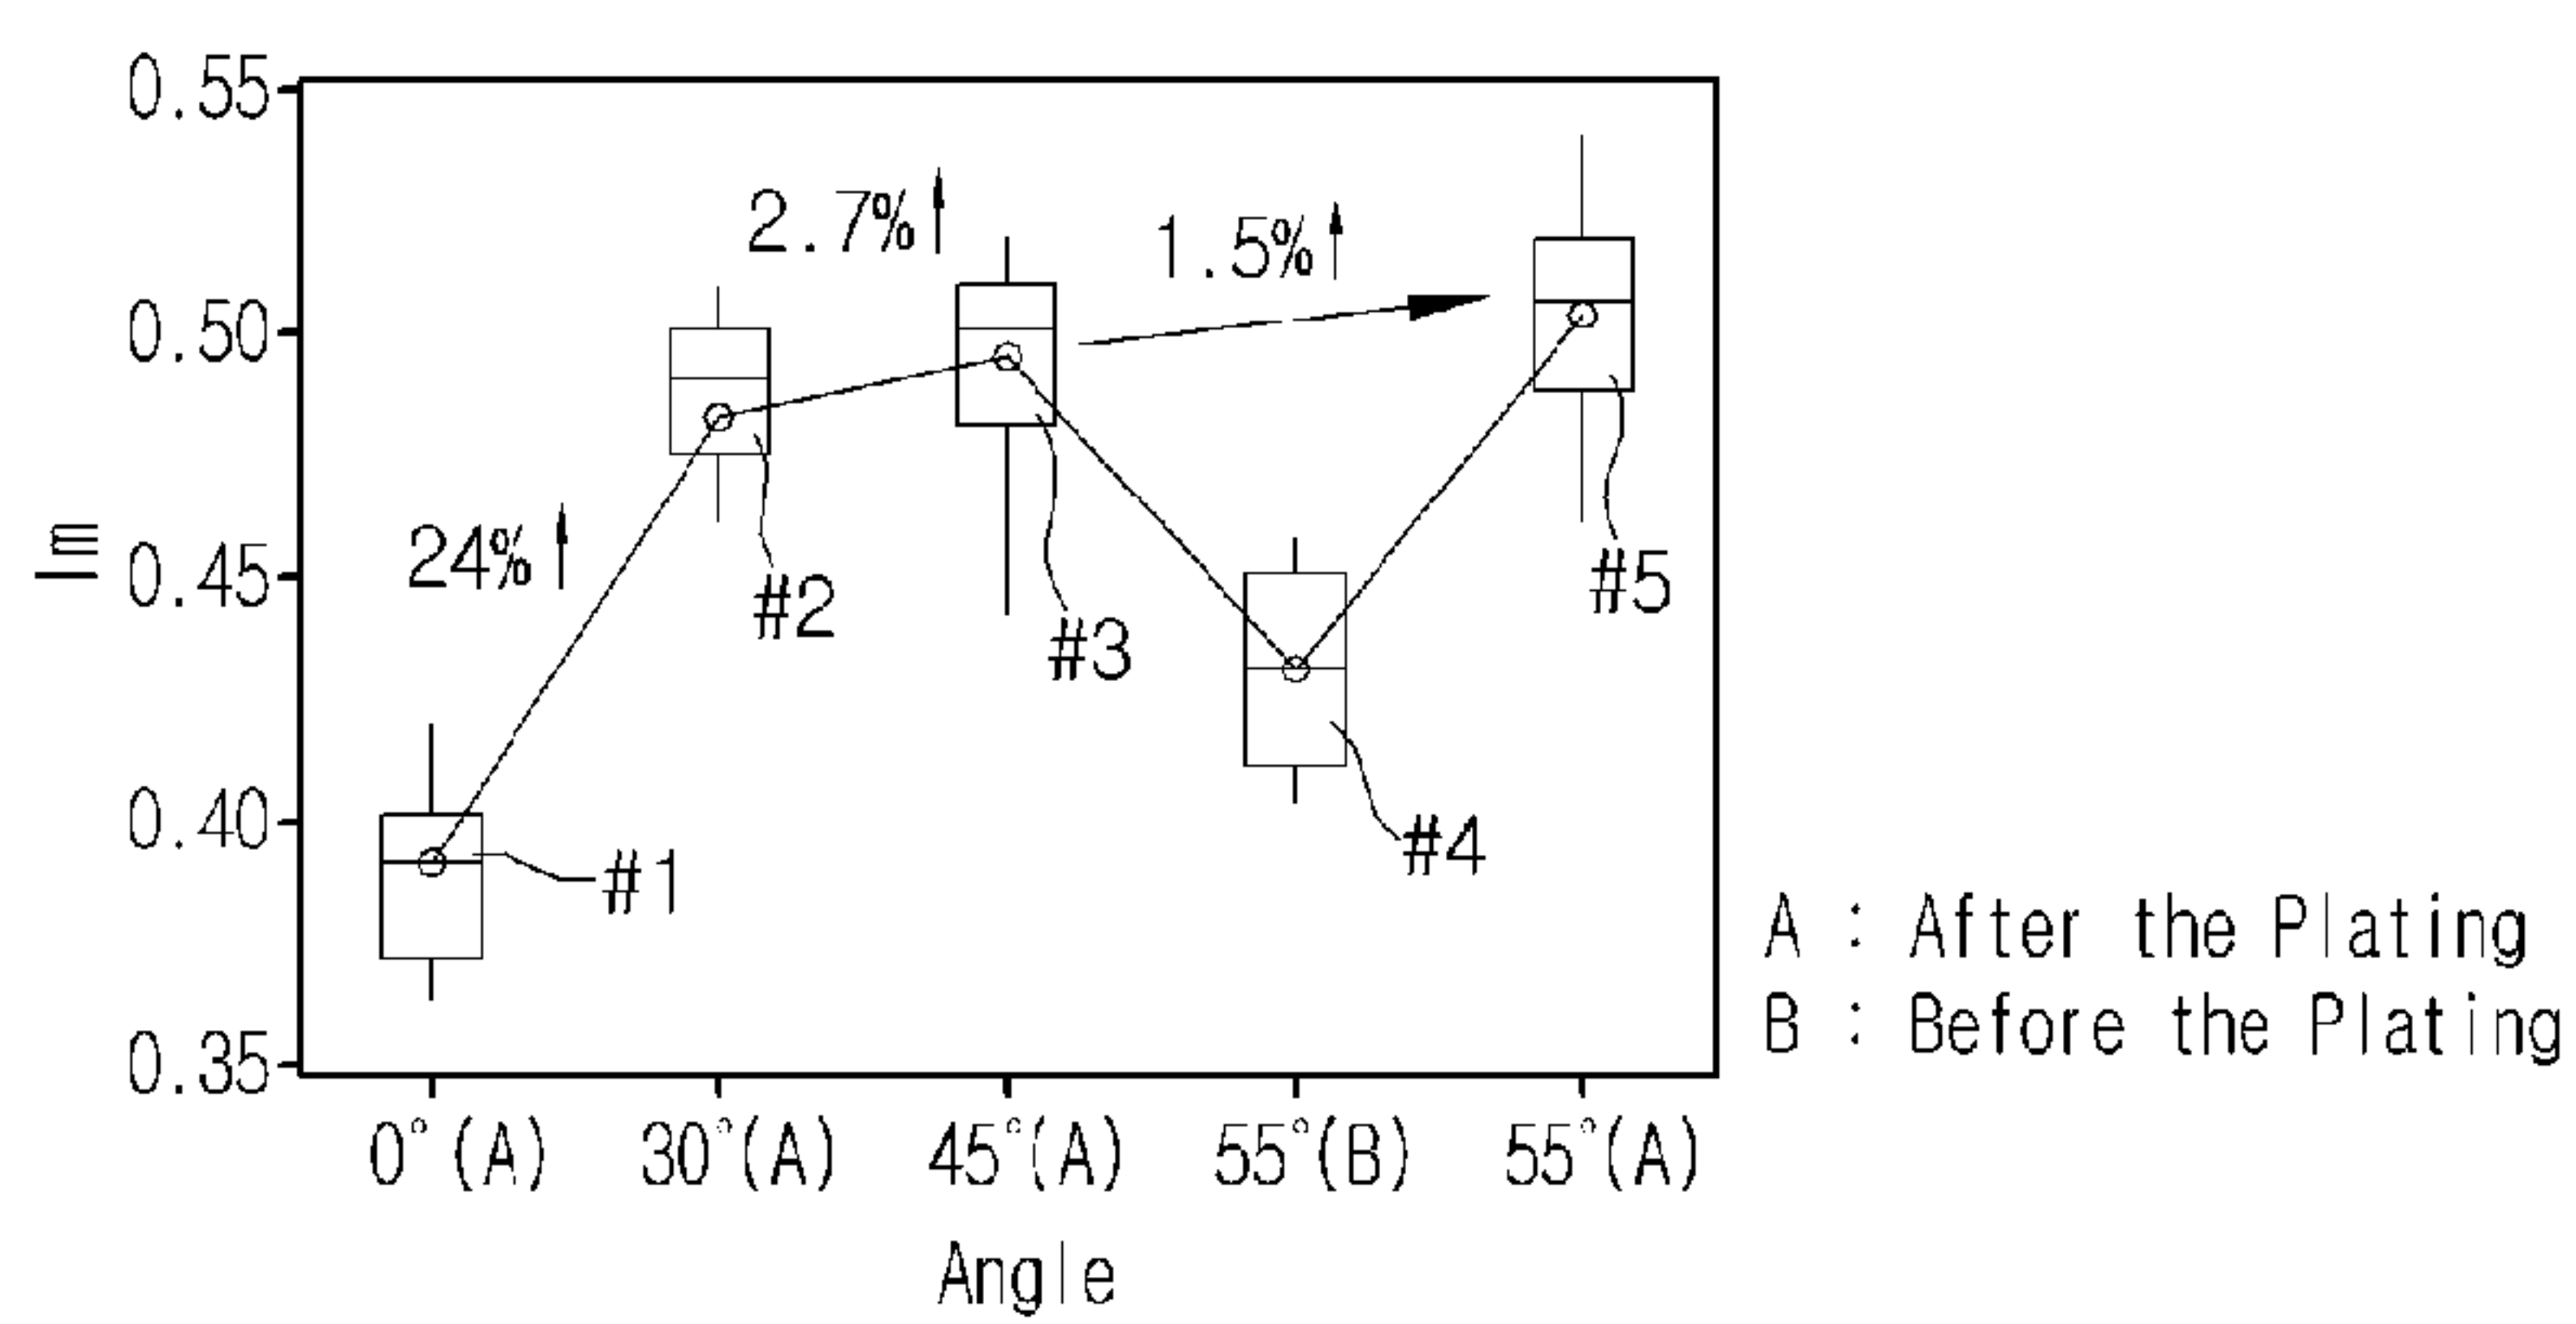 0.55
2.7%
1.5%
0.50
lm
24%
0.45
#2
#5
#3
0.40
#4
#1
A : After the Plating
B : Before the Plating
0.35
0°(A) 30°(A) 45°(A) 55°(B) 55°(A)
Angle